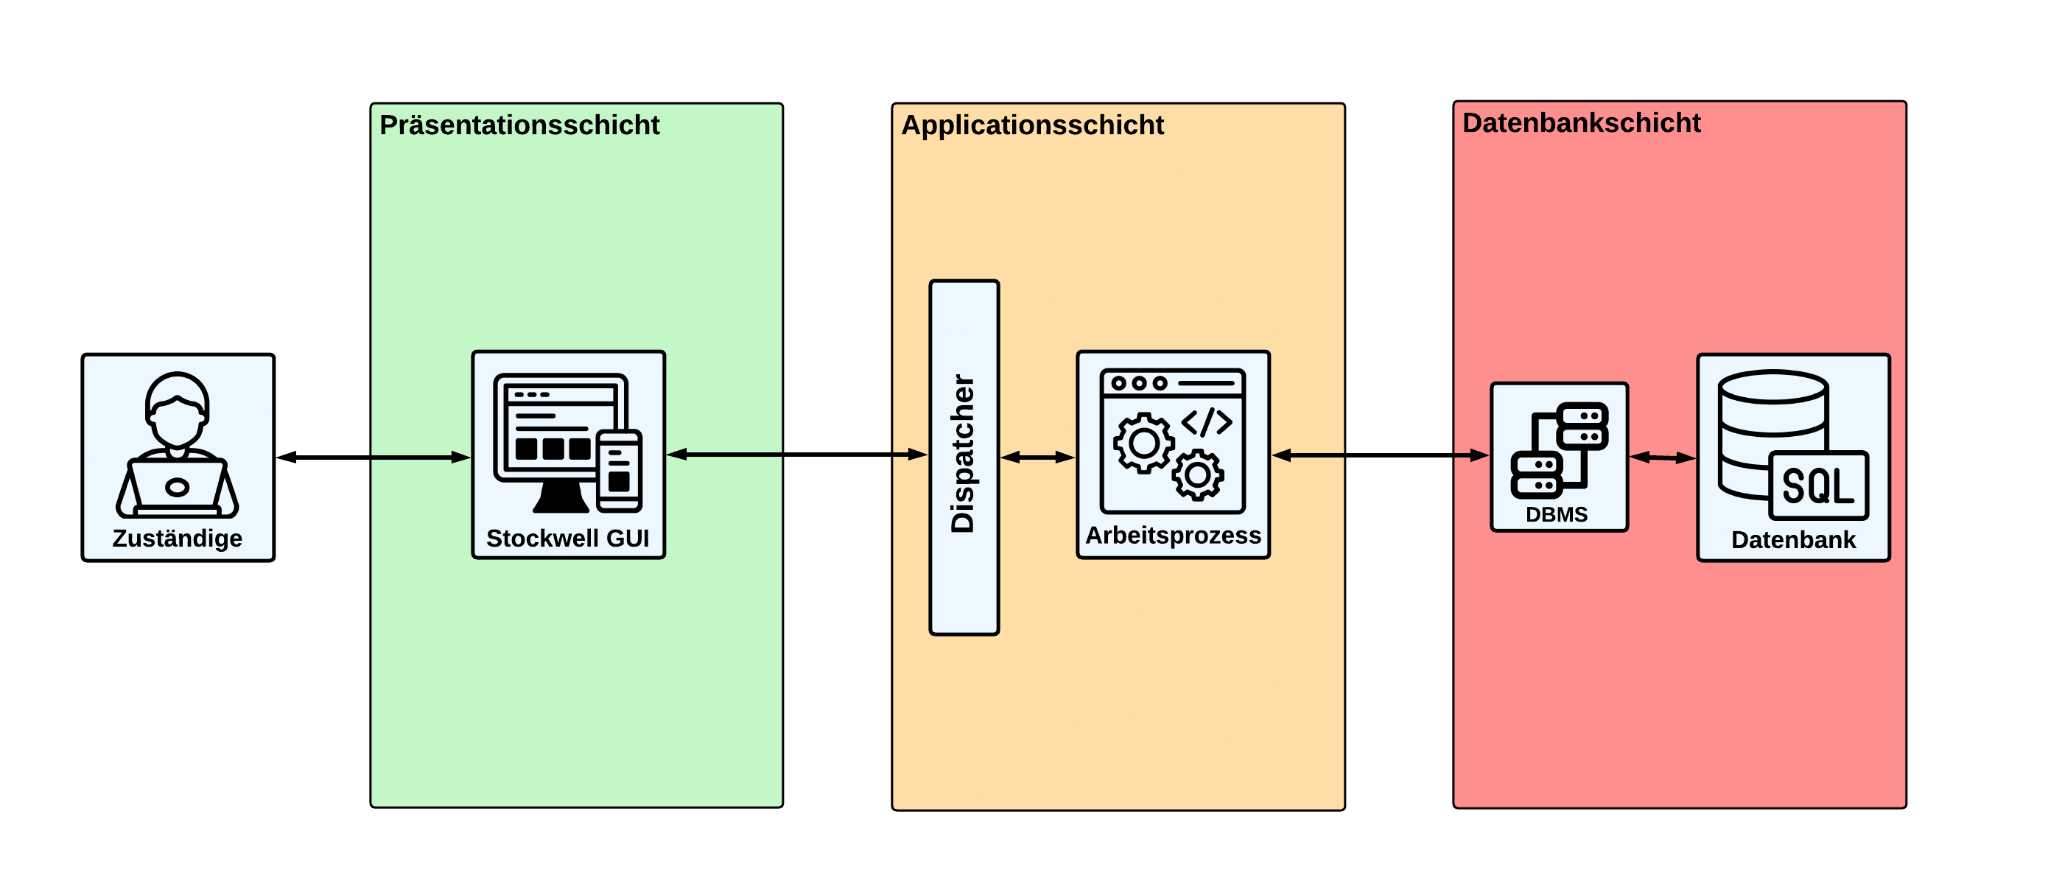 Präsentationsschicht
Applicationsschicht
Datenbankschicht
Zuständige
Stockwell GUI
Dispatcher
Arbeitsprozess
</>
DBMS
SQL
Datenbank